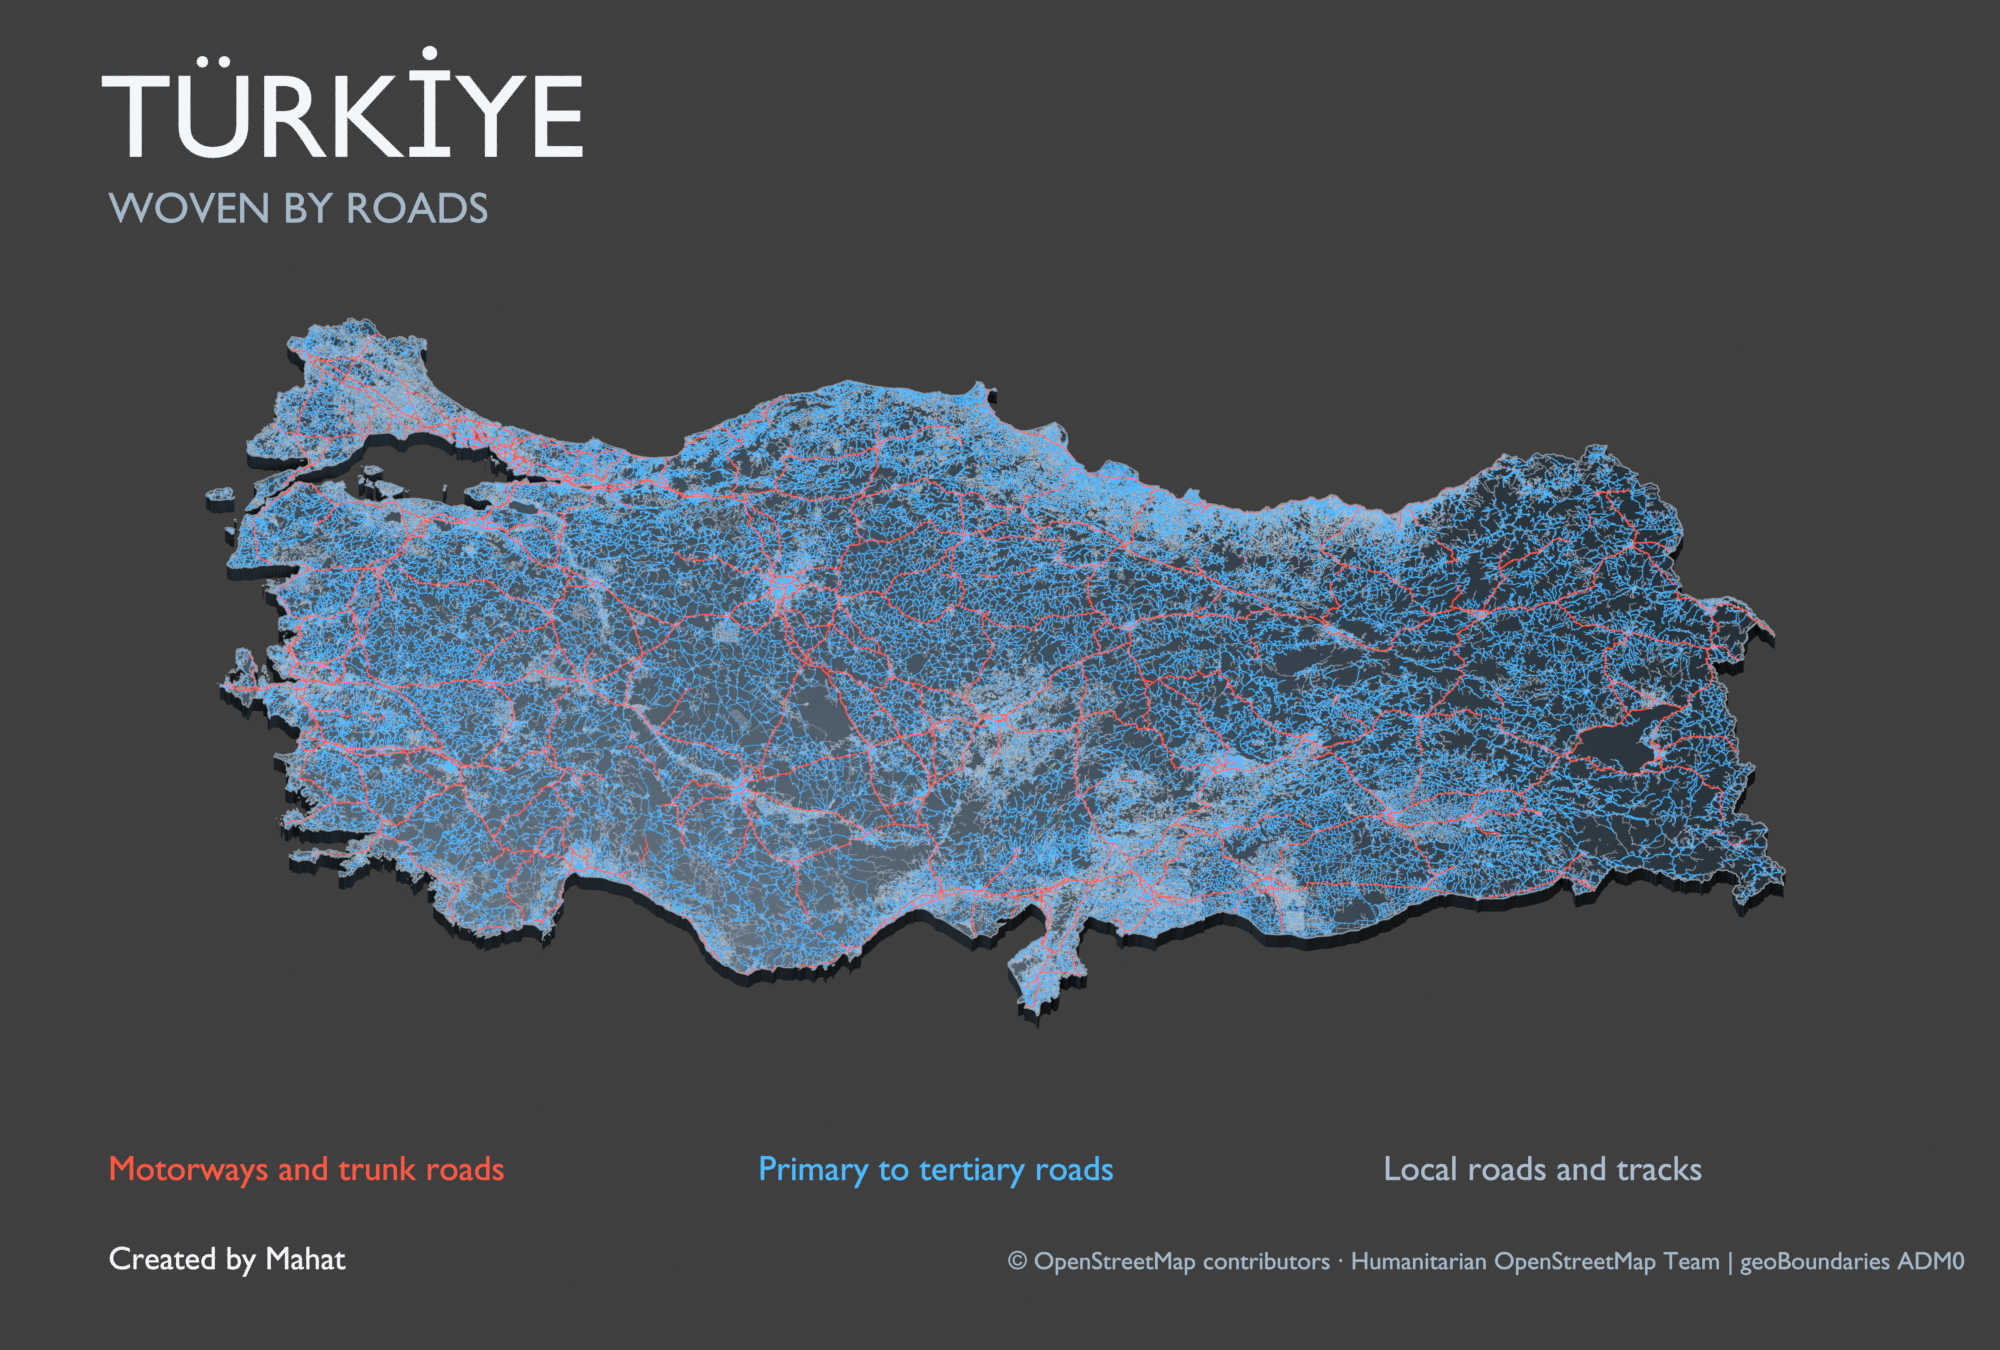 TÜRKİYE
WOVEN BY ROADS
Motorways and trunk roads
Primary to tertiary roads
Local roads and tracks
Created by Mahat
© OpenStreetMap contributors · Humanitarian OpenStreetMap Team | geoBoundaries ADM0